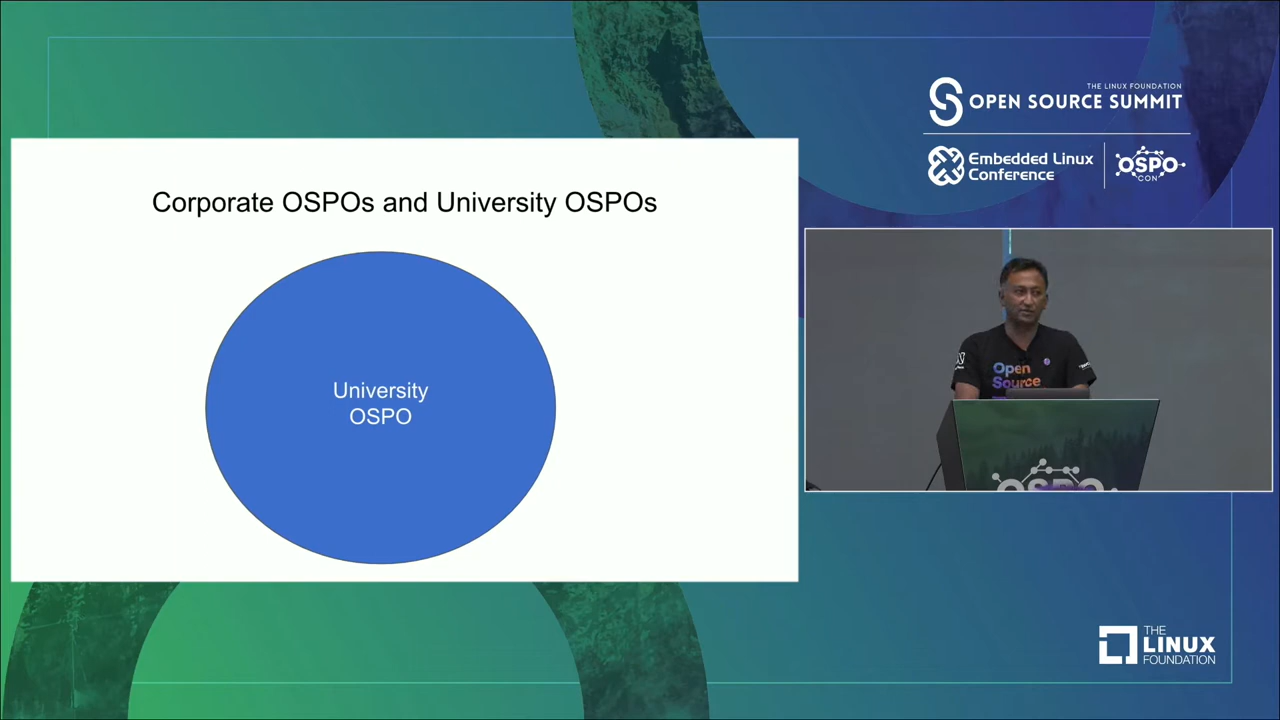 THE LINUX FOUNDATION
OPEN SOURCE SUMMIT
Embedded Linux
Conference
OSPO
CON
Corporate OSPOs and University OSPOs
University
OSPO
Open
Source
OSPO
THE
LINUX
FOUNDATION